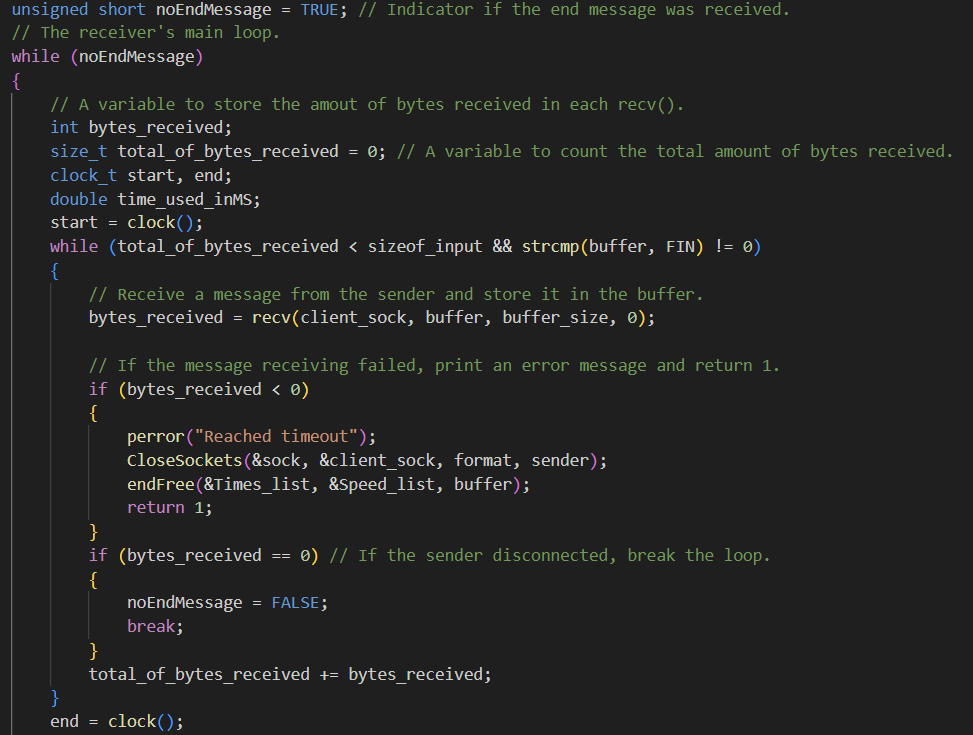 unsigned short noEndMessage = TRUE; // Indicator if the end message was received.
// The receiver's main loop.
while (noEndMessage)
{
    // A variable to store the amout of bytes received in each recv().
    int bytes_received;
    size_t total_of_bytes_received = 0; // A variable to count the total amount of bytes received.
    clock_t start, end;
    double time_used_inMS;
    start = clock();
    while (total_of_bytes_received < sizeof_input && strcmp(buffer, FIN) != 0)
    {
        // Receive a message from the sender and store it in the buffer.
        bytes_received = recv(client_sock, buffer, buffer_size, 0);

        // If the message receiving failed, print an error message and return 1.
        if (bytes_received < 0)
        {
            perror("Reached timeout");
            CloseSockets(&sock, &client_sock, format, sender);
            endFree(&Times_list, &Speed_list, buffer);
            return 1;
        }
        if (bytes_received == 0) // If the sender disconnected, break the loop.
        {
            noEndMessage = FALSE;
            break;
        }
        total_of_bytes_received += bytes_received;
    }
    end = clock();